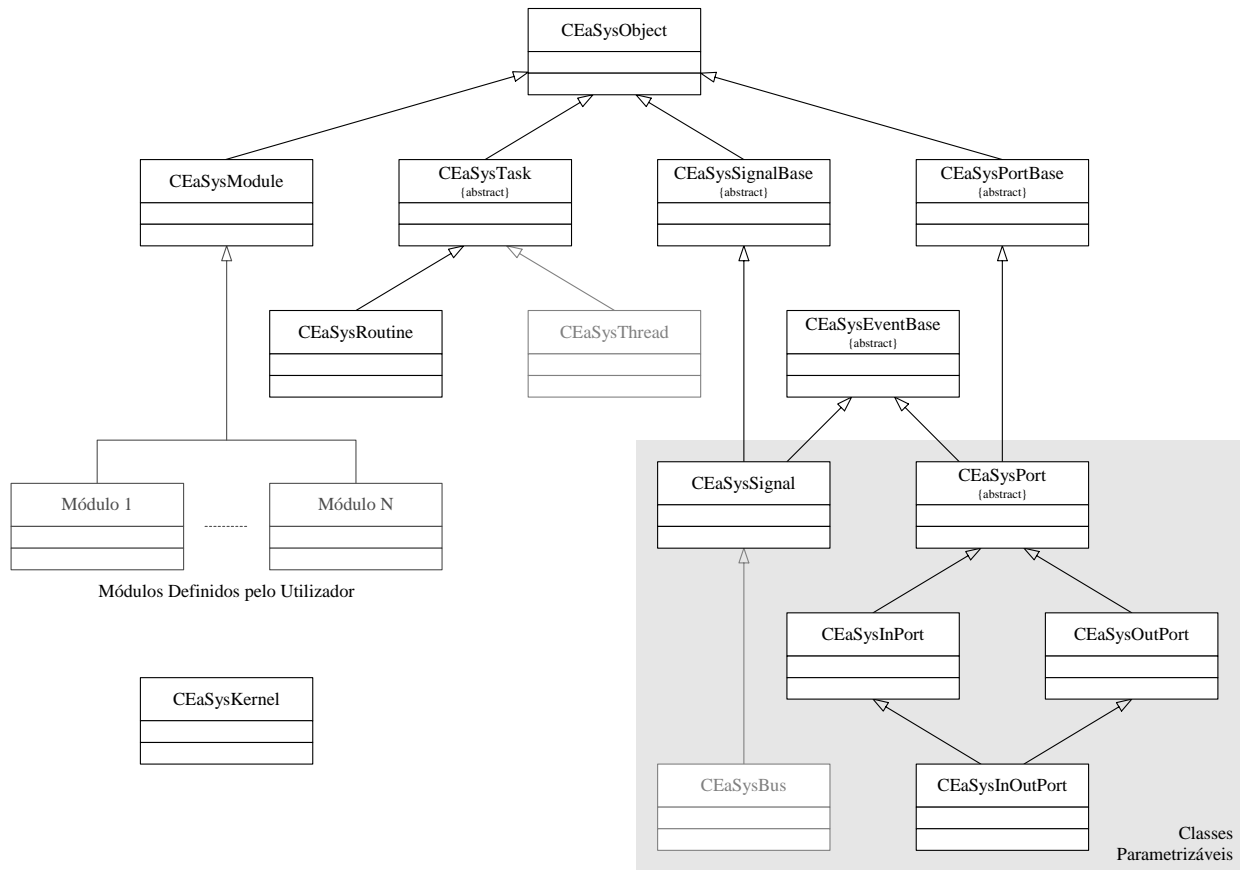 CEaSysObject
CEaSysModule
CEaSysTask
{abstract}
CEaSysSignalBase
{abstract}
CEaSysPortBase
{abstract}
CEaSysRoutine
CEaSysThread
CEaSysEventBase
{abstract}
Módulo 1
Módulo N
CEaSysSignal
CEaSysPort
{abstract}
Módulos Definidos pelo Utilizador
CEaSysInPort
CEaSysOutPort
CEaSysKernel
CEaSysBus
CEaSysInOutPort
Classes
Parametrizáveis